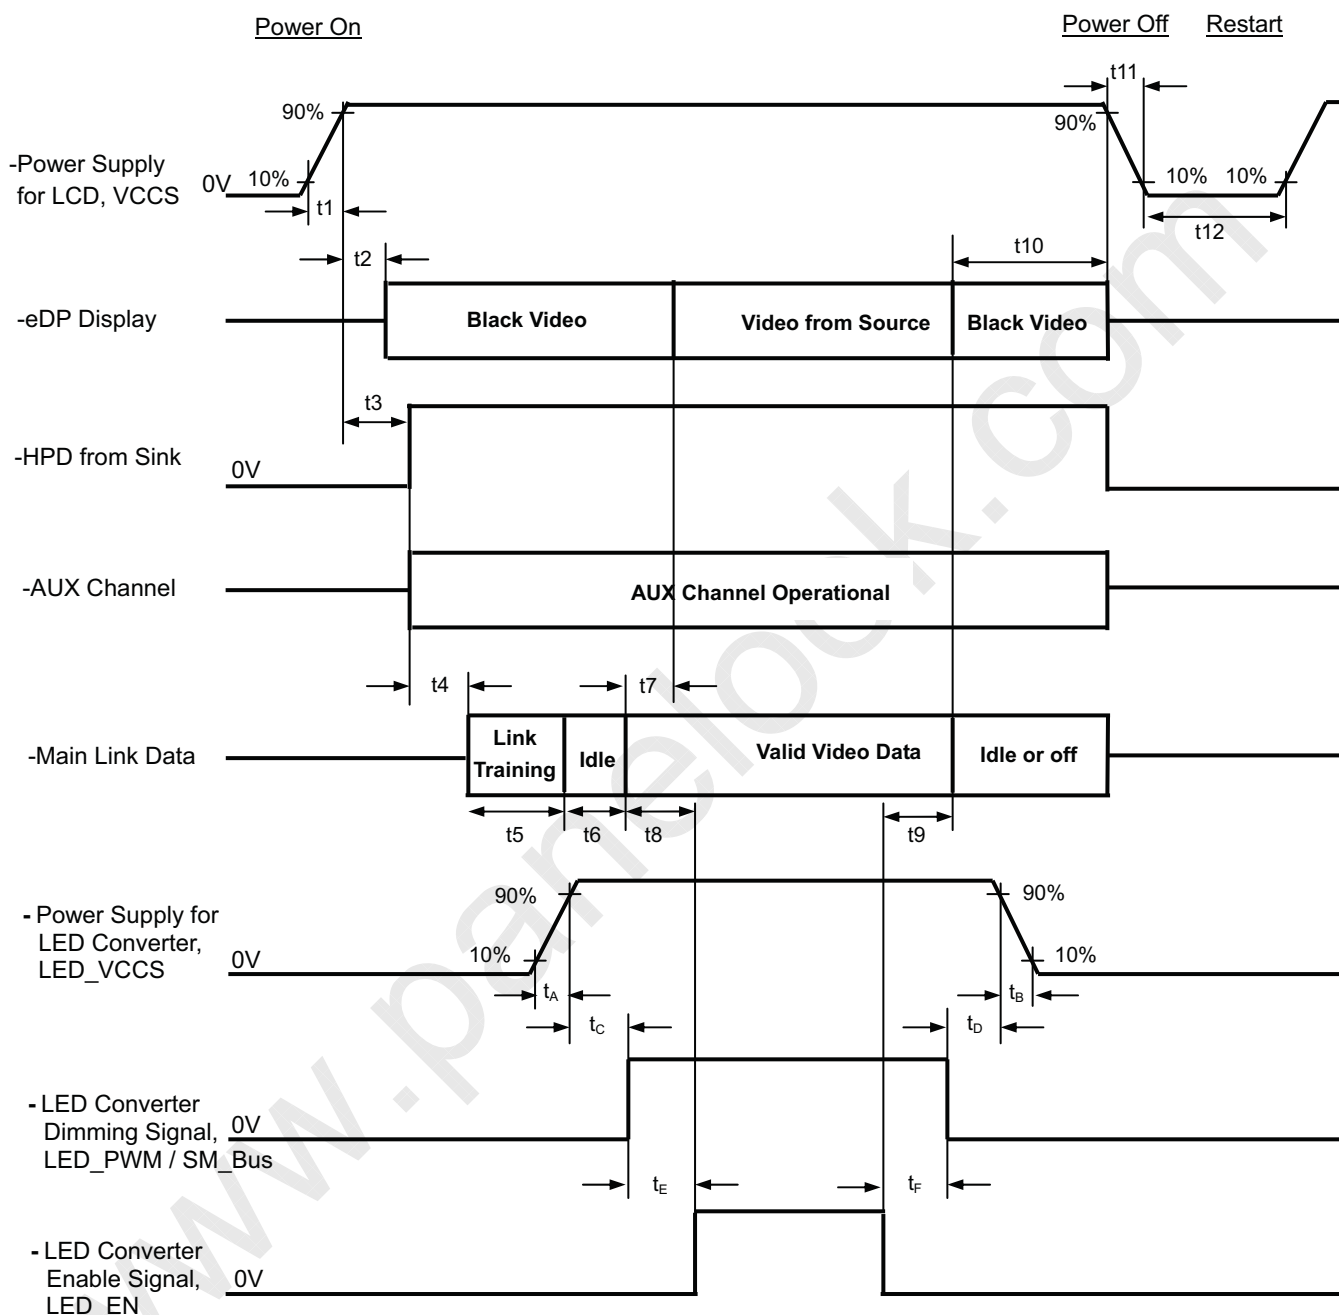 Power On
Power Off Restart
t11
90%
90%
-Power Supply
for LCD, VCCS
0V 10%
10% 10%
t1
t12
t2
t10
-eDP Display
Black Video
Video from Source
Black Video
t3
-HPD from Sink
0V
-AUX Channel
AUX Channel Operational
t4
t7
-Main Link Data
Link
Training
Idle
Valid Video Data
Idle or off
t5
t6
t8
t9
90%
90%
- Power Supply for
LED Converter,
LED_VCCS
0V
10%
10%
tA
tB
tC
tD
- LED Converter
Dimming Signal,
LED_PWM / SM_Bus
0V
tE
tF
- LED Converter
Enable Signal,
LED_EN
0V
www.panelook.com